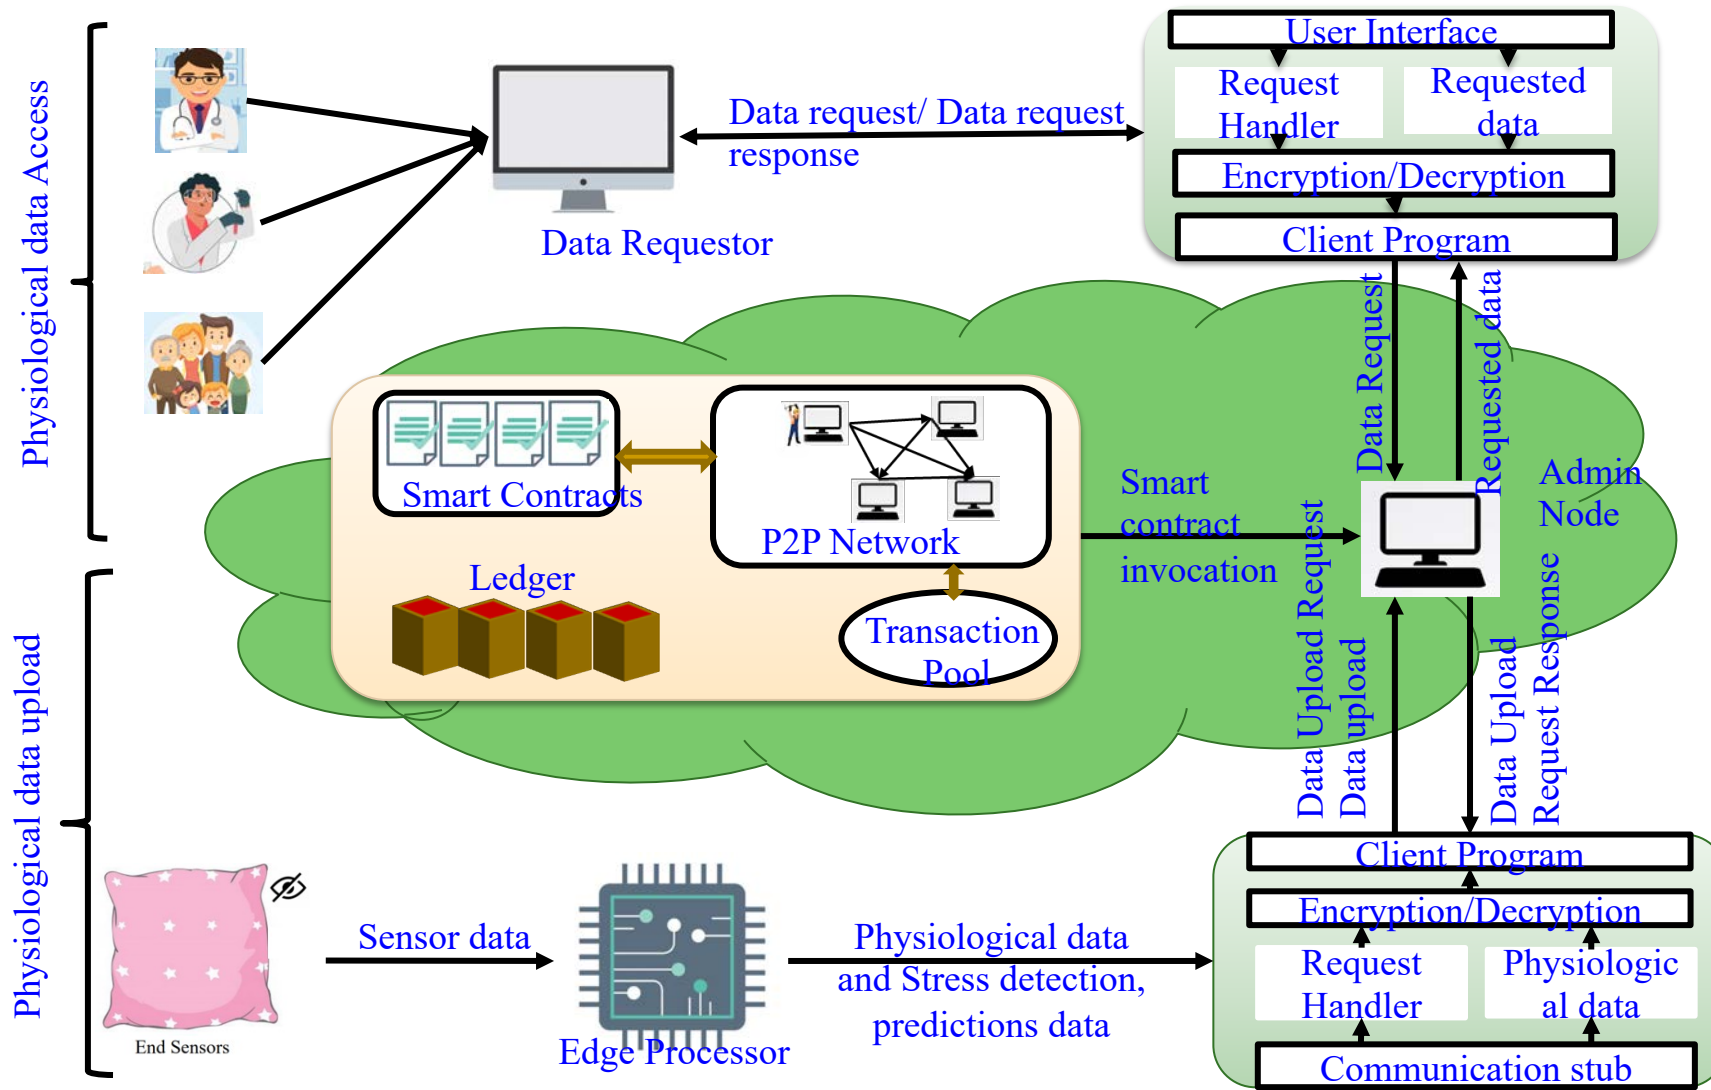 Physiological data Access
User Interface
Request
Handler
Requested
data
Encryption/Decryption
Client Program
Data request/ Data request
response
Data Requestor
Data Request
Requested data
Smart Contracts
P2P Network
Ledger
Transaction
Pool
Smart
contract
invocation
Admin
Node
Physiological data upload
Data Upload Request
Data upload
Data Upload
Request Response
End Sensors
Sensor data
Edge Processor
Physiological data
and Stress detection,
predictions data
Client Program
Encryption/Decryption
Request
Handler
Physiologic
al data
Communication stub